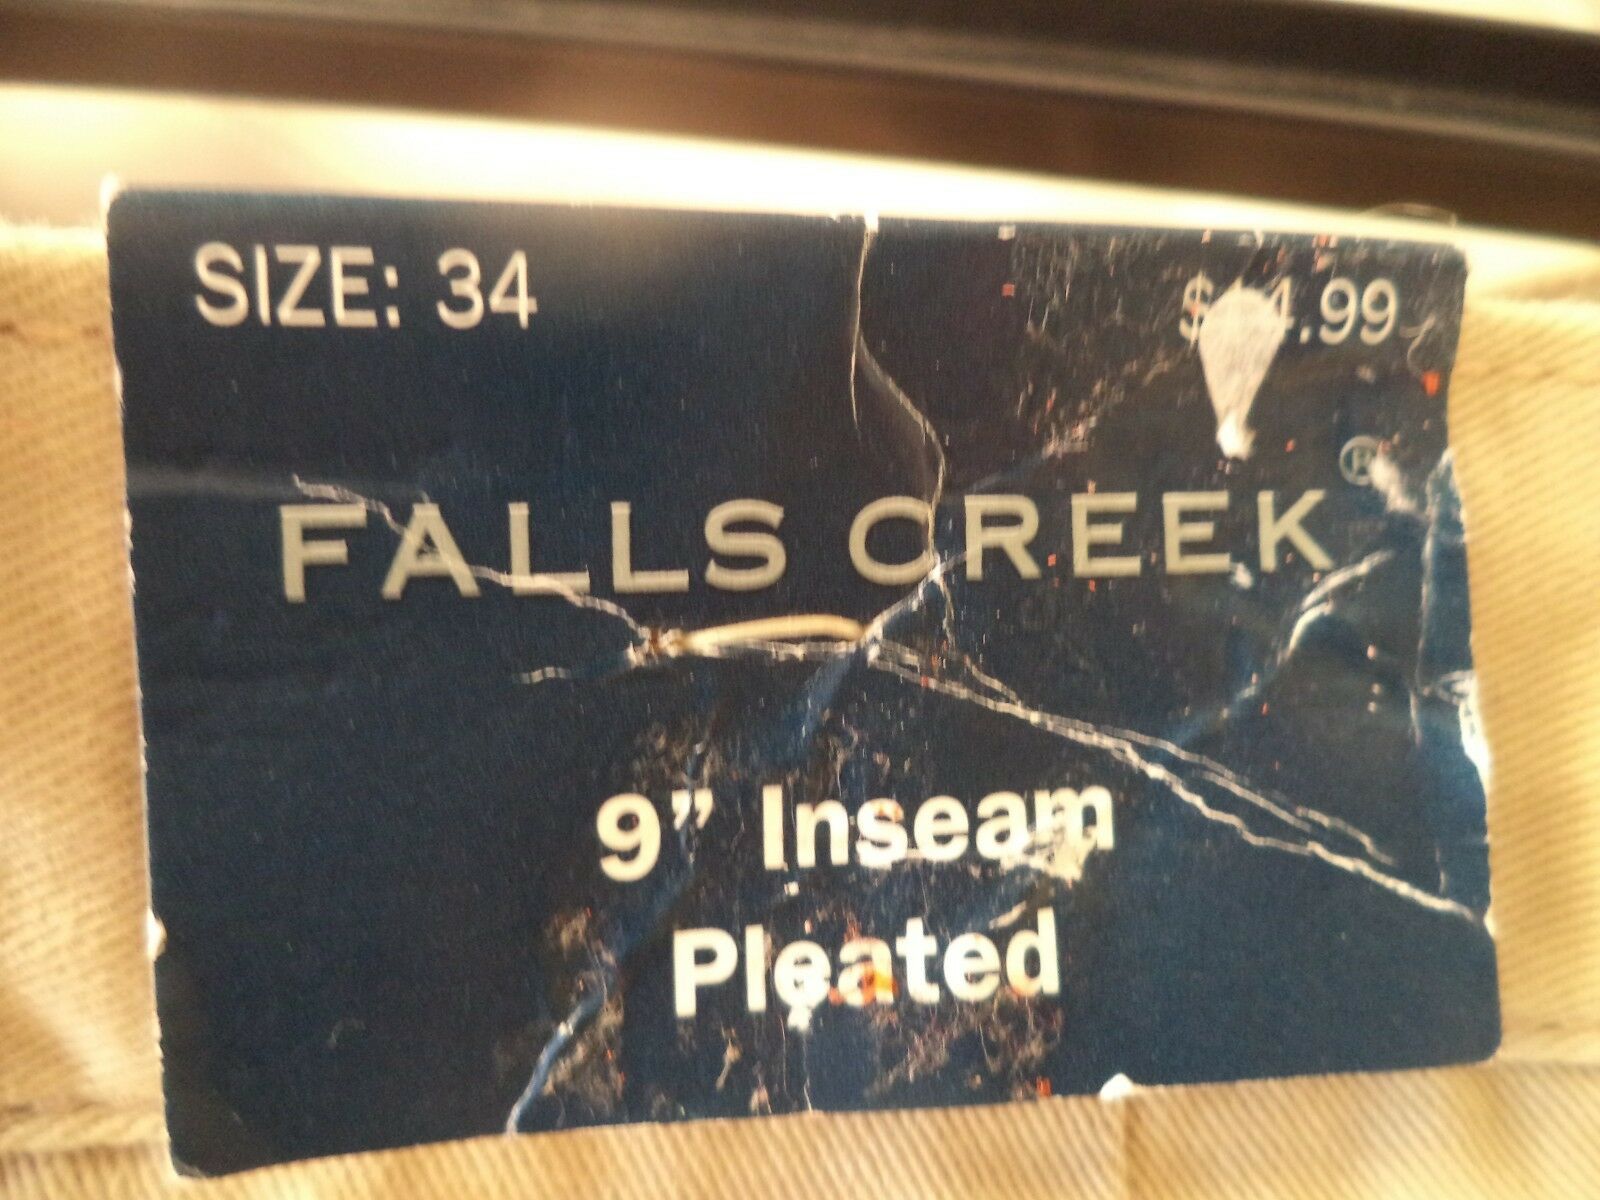 SIZE: 34
FALLS CREEK®
9” Inseam
Pleated